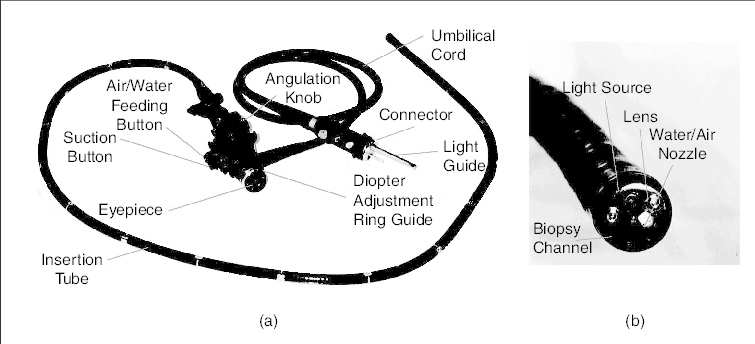 Umbilical
Cord
Air/Water
Feeding
Button
Angulation
Knob
Suction
Button
Connector
Light
Guide
Diopter
Adjustment
Ring Guide
Eyepiece
Insertion
Tube
(a)
Light Source
Lens
Water/Air
Nozzle
Biopsy
Channel
(b)